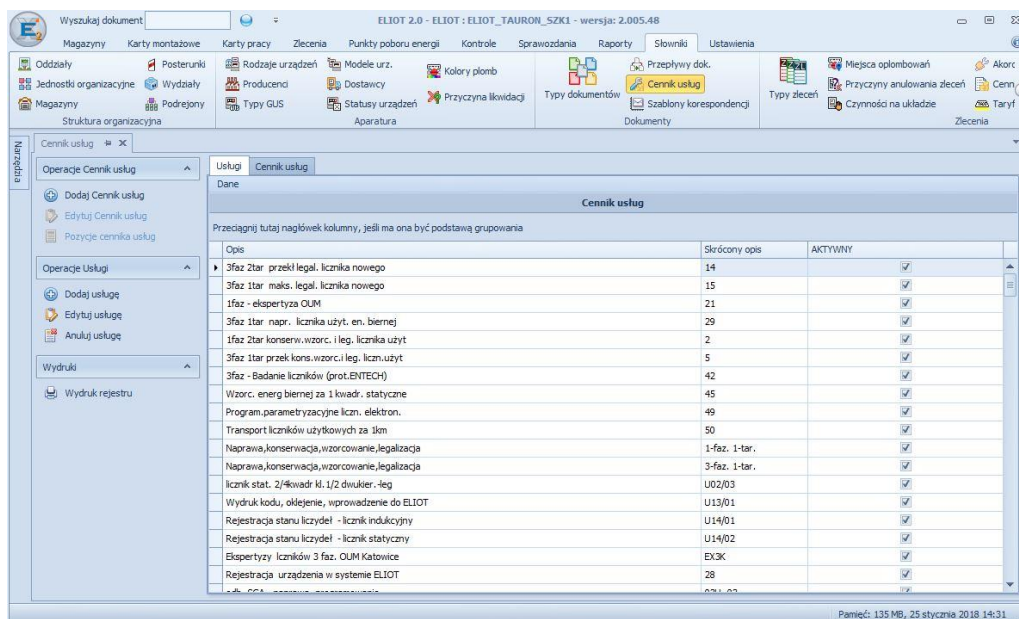 Wyszukaj dokument
ELIOT 2.0 - ELIOT : ELIOT_TAURON_SZK1 - wersja: 2.005.48
Magazyny Karty montażowe Karty pracy Zlecenia Punkty poboru energii Kontrole Sprawozdania Raporty Słowniki Ustawienia
Oddziały Posterunki Rodzaje urządzeń Modele urz. Kolory plomb Przepływy dok. Miejsca oplombowań Akorc
Jednostki organizacyjne Wydziały Producenci Dostawcy Typy dokumentów Cennik usług Typy zleceń Przyczyny anulowania zleceń Cenn
Magazyny Podrejony Typy GUS Statusy urządzeń Przyczyna likwidacji Szablony korespondencji Czynności na układzie Taryf
Struktura organizacyjna Aparatura Dokumenty Zlecenia
Narzędzia
Cennik usług
Operacje Cennik usług
Dodaj Cennik usług
Edytuj Cennik usług
Pozycje cennika usług
Operacje Usługi
Dodaj usługę
Edytuj usługę
Anuluj usługę
Wydruki
Wydruk rejestru
Usługi Cennik usług
Dane
Cennik usług
Przeciągnij tutaj nagłówek kolumny, jeśli ma ona być podstawą grupowania
Opis Skrócony opis AKTYWNY
3faz 2tar przekł legal. licznika nowego 14
3faz 1tar maks. legal. licznika nowego 15
1faz - ekspertyza OUM 21
3faz 1tar napr. licznika użyt. en. biernej 29
1faz 2tar konserw.wzorc. i leg. licznika użyt 2
3faz 1tar przek kons.wzorc.i leg. liczn.użyt 5
3faz - Badanie liczników (prot.ENTECH) 42
Wzorc. energ biernej za 1 kwadr. statyczne 45
Program.parametryzacyjne liczn. elektron. 49
Transport liczników użytkowych za 1km 50
Naprawa,konserwacja,wzorcowanie,legalizacja 1-faz. 1-tar.
Naprawa,konserwacja,wzorcowanie,legalizacja 3-faz. 1-tar.
licznik stat. 2/4kwadr kl.1/2 dwukier.-leg U02/03
Wydruk kodu, oklejenie, wprowadzenie do ELIOT U13/01
Rejestracja stanu liczydeł - licznik indukcyjny U14/01
Rejestracja stanu liczydeł - licznik statyczny U14/02
Ekspertyzy lczników 3 faz. OUM Katowice EX3K
Rejestracja urządzenia w systemie ELIOT 28
Pamięć: 135 MB, 25 stycznia 2018 14:31